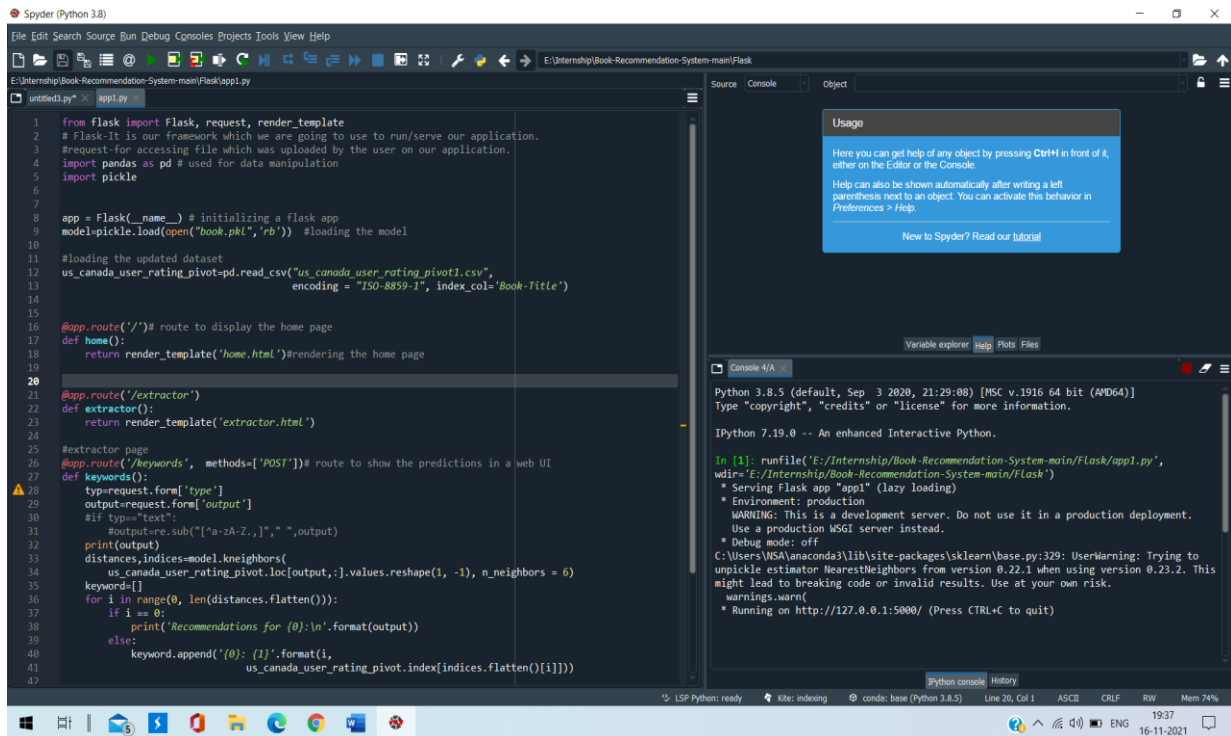 Spyder (Python 3.8)
File Edit Search Source Run Debug Consoles Projects Tools View Help
E:\Internship\Book-Recommendation-System-main\Flask
E:\Internship\Book-Recommendation-System-main\Flask\app1.py
untitled3.py* app1.py
1 from flask import Flask, request, render_template
2 # Flask-It is our framework which we are going to use to run/serve our application.
3 #request-for accessing file which was uploaded by the user on our application.
4 import pandas as pd # used for data manipulation
5 import pickle
6
7
8 app = Flask(__name__) # initializing a flask app
9 model=pickle.load(open("book.pkl",'rb')) #loading the model
10
11 #loading the updated dataset
12 us_canada_user_rating_pivot=pd.read_csv("us_canada_user_rating_pivot1.csv",
13 encoding = "ISO-8859-1", index_col='Book-Title')
14
15
16 @app.route('/')# route to display the home page
17 def home():
18 return render_template('home.html')#rendering the home page
19
20
21 @app.route('/extractor')
22 def extractor():
23 return render_template('extractor.html')
24
25 #extractor page
26 @app.route('/keywords', methods=['POST'])# route to show the predictions in a web UI
27 def keywords():
28 typ=request.form['type']
29 output=request.form['output']
30 #if typ=="text":
31 #output=re.sub("[^a-zA-Z.,]"," ",output)
32 print(output)
33 distances,indices=model.kneighbors(
34 us_canada_user_rating_pivot.loc[output,:].values.reshape(1, -1), n_neighbors = 6)
35 keyword=[]
36 for i in range(0, len(distances.flatten())):
37 if i == 0:
38 print('Recommendations for {0}:\n'.format(output))
39 else:
40 keyword.append('{0}: {1}'.format(i,
41 us_canada_user_rating_pivot.index[indices.flatten()[i]]))
42
Source Console Object
Usage
Here you can get help of any object by pressing Ctrl+I in front of it,
either on the Editor or the Console.
Help can also be shown automatically after writing a left
parenthesis next to an object. You can activate this behavior in
Preferences > Help.
New to Spyder? Read our tutorial
Variable explorer Help Plots Files
Console 4/A
Python 3.8.5 (default, Sep 3 2020, 21:29:08) [MSC v.1916 64 bit (AMD64)]
Type "copyright", "credits" or "license" for more information.
IPython 7.19.0 -- An enhanced Interactive Python.
In [1]: runfile('E:/Internship/Book-Recommendation-System-main/Flask/app1.py',
wdir='E:/Internship/Book-Recommendation-System-main/Flask')
* Serving Flask app "app1" (lazy loading)
* Environment: production
WARNING: This is a development server. Do not use it in a production deployment.
Use a production WSGI server instead.
* Debug mode: off
C:\Users\NSA\anaconda3\lib\site-packages\sklearn\base.py:329: UserWarning: Trying to
unpickle estimator NearestNeighbors from version 0.22.1 when using version 0.23.2. This
might lead to breaking code or invalid results. Use at your own risk.
warnings.warn(
* Running on http://127.0.0.1:5000/ (Press CTRL+C to quit)
IPython console History
LSP Python: ready Kite: indexing conda: base (Python 3.8.5) Line 20, Col 1 ASCII CRLF RW Mem 74%
5 ENG 19:37
16-11-2021